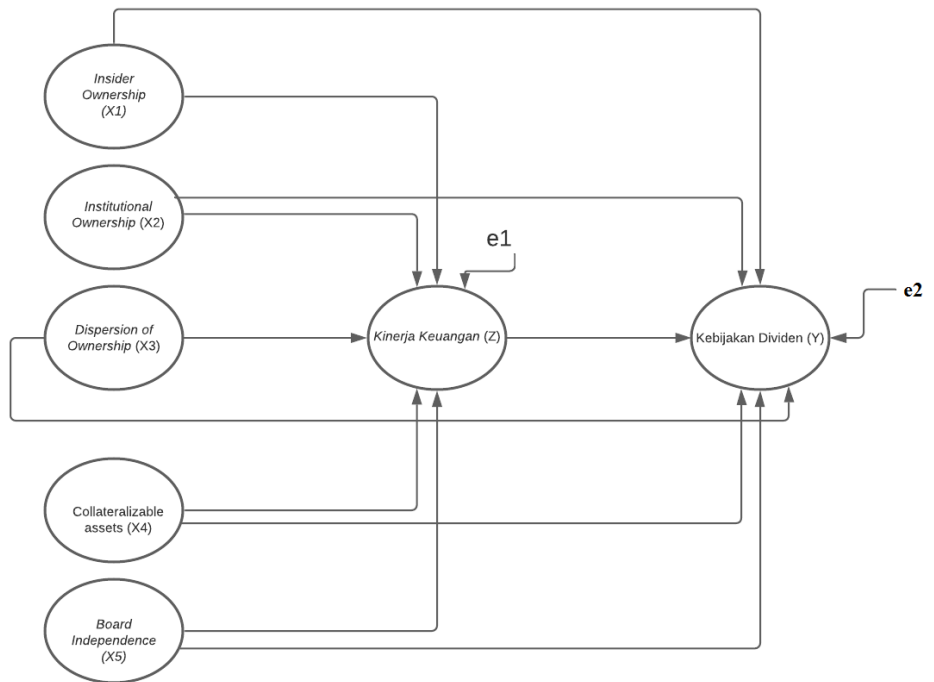 Insider
Ownership
(X1)
Institutional
Ownership (X2)
e1
e2
Dispersion of
Ownership (X3)
Kinerja Keuangan (Z)
Kebijakan Dividen (Y)
Collateralizable
assets (X4)
Board
Independence
(X5)